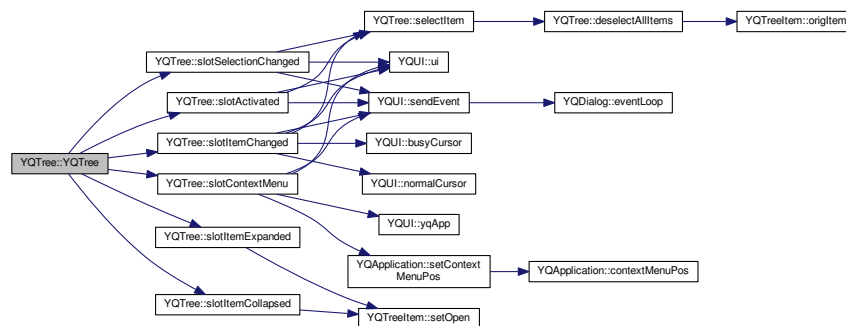 YQTree::YQTree
YQTree::slotSelectionChanged
YQTree::slotActivated
YQTree::slotItemChanged
YQTree::slotContextMenu
YQTree::slotItemExpanded
YQTree::slotItemCollapsed
YQTree::selectItem
YQUI::ui
YQUI::sendEvent
YQUI::busyCursor
YQUI::normalCursor
YQUI::yqApp
YQApplication::setContext
MenuPos
YQTreeItem::setOpen
YQTree::deselectAllItems
YQDialog::eventLoop
YQApplication::contextMenuPos
YQTreeItem::origItem